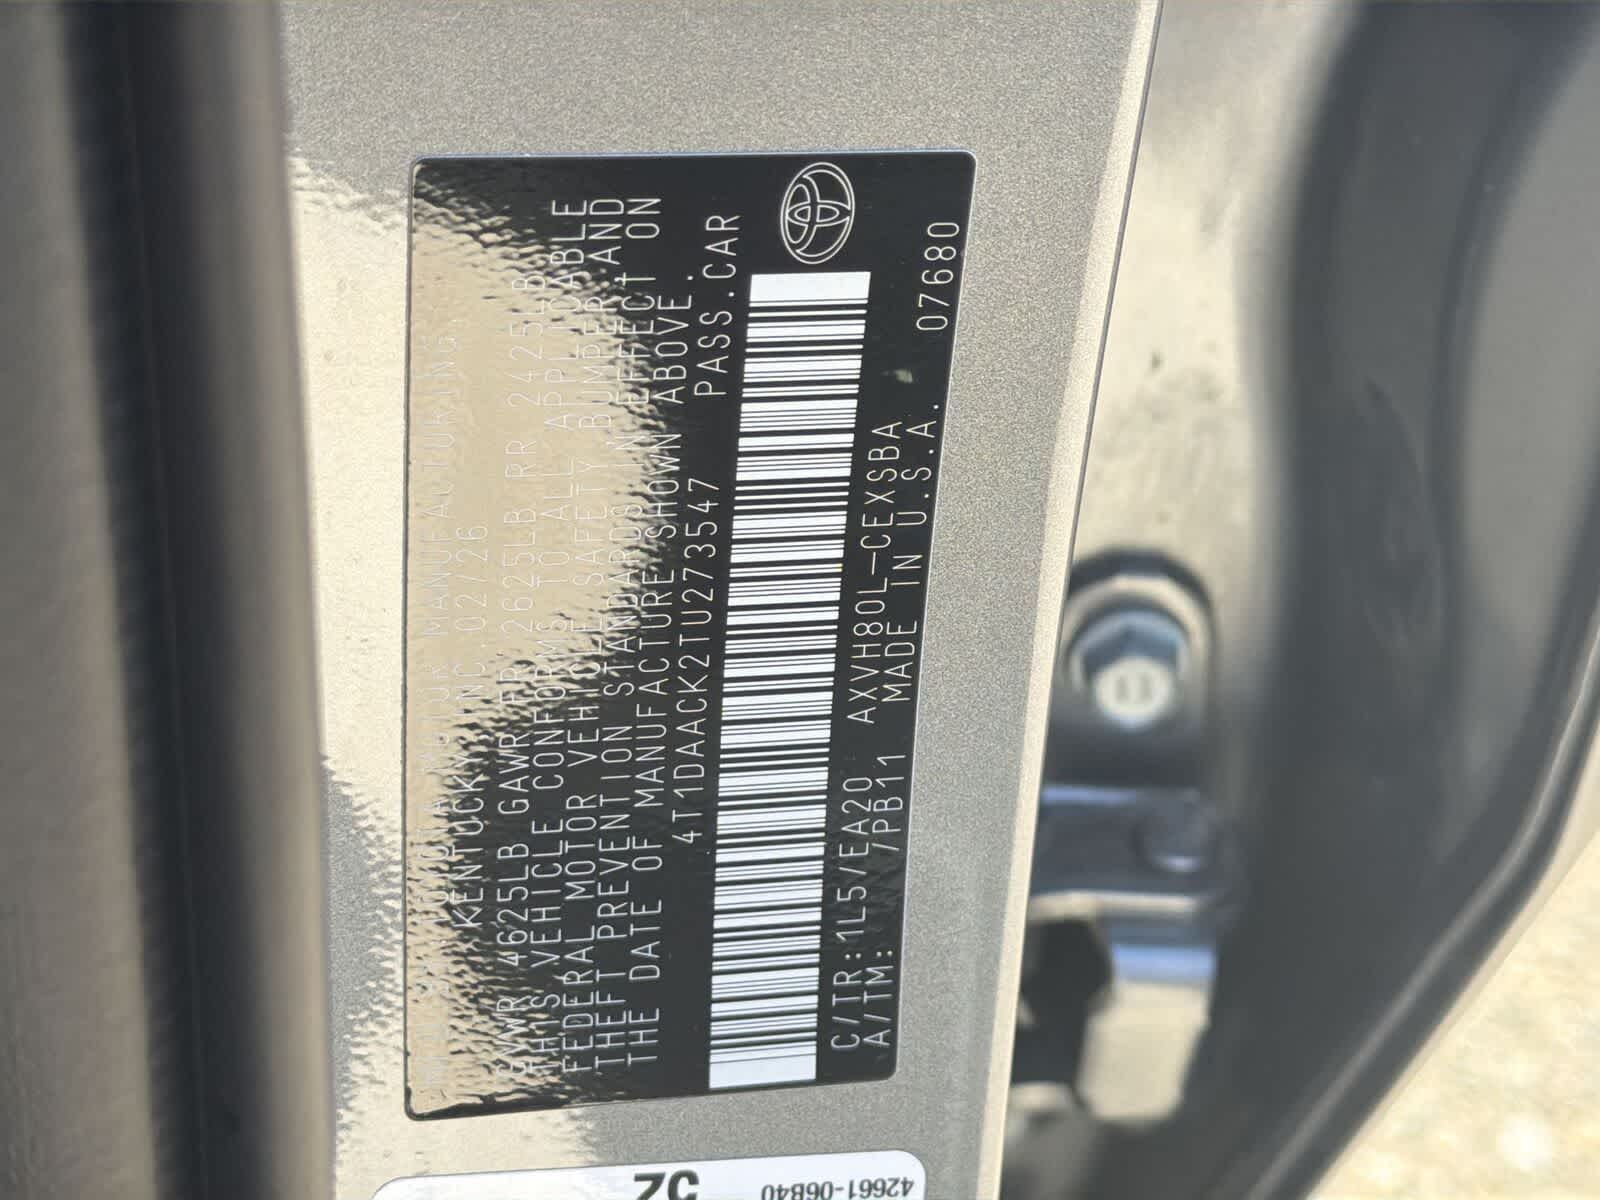 MFD. BY: TOYOTA MOTOR MANUFACTURING,
KENTUCKY, INC. 02/26
GVWR 4625LB GAWR FR 2625LB RR 2425LB
THIS VEHICLE CONFORMS TO ALL APPLICABLE
FEDERAL MOTOR VEHICLE SAFETY, BUMPER, AND
THEFT PREVENTION STANDARDS IN EFFECT ON
THE DATE OF MANUFACTURE SHOWN ABOVE.
4T1DAACK2TU273547 PASS.CAR
C/TR:1L5/EA20 AXVH80L-CEXSBA
A/TM: /PB11 MADE IN U.S.A. 07680
42661-06B40